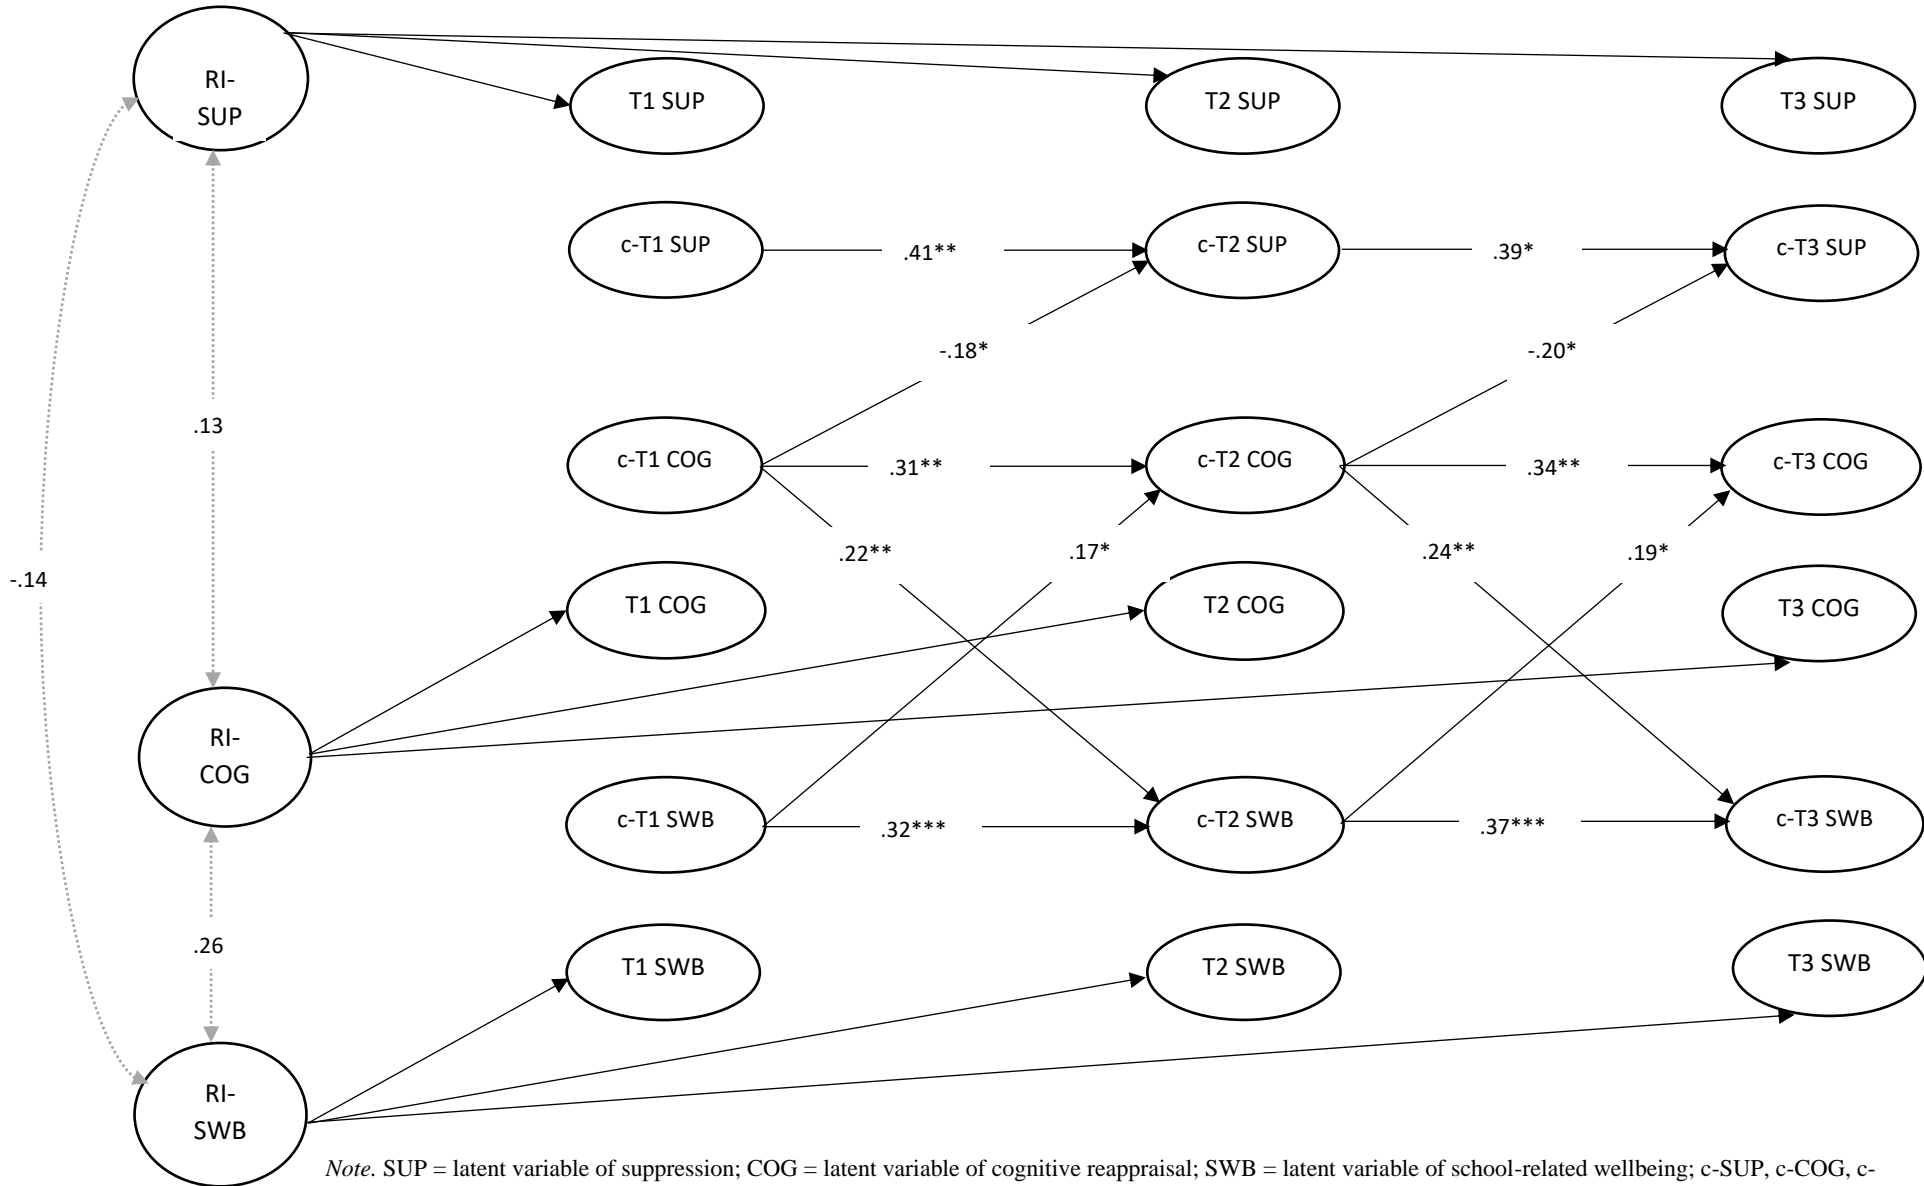 RI-
SUP
T1 SUP
T2 SUP
T3 SUP
c-T1 SUP
.41**
c-T2 SUP
.39*
c-T3 SUP
-.18*
-.20*
.13
c-T1 COG
.31**
c-T2 COG
.34**
c-T3 COG
.22**
.17*
.24**
.19*
-.14
T1 COG
T2 COG
T3 COG
RI-
COG
c-T1 SWB
.32***
c-T2 SWB
.37***
c-T3 SWB
.26
T1 SWB
T2 SWB
T3 SWB
RI-
SWB
Note. SUP = latent variable of suppression; COG = latent variable of cognitive reappraisal; SWB = latent variable of school-related wellbeing; c-SUP, c-COG, c-